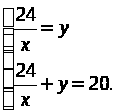 24/x = y
24/x + y = 20.